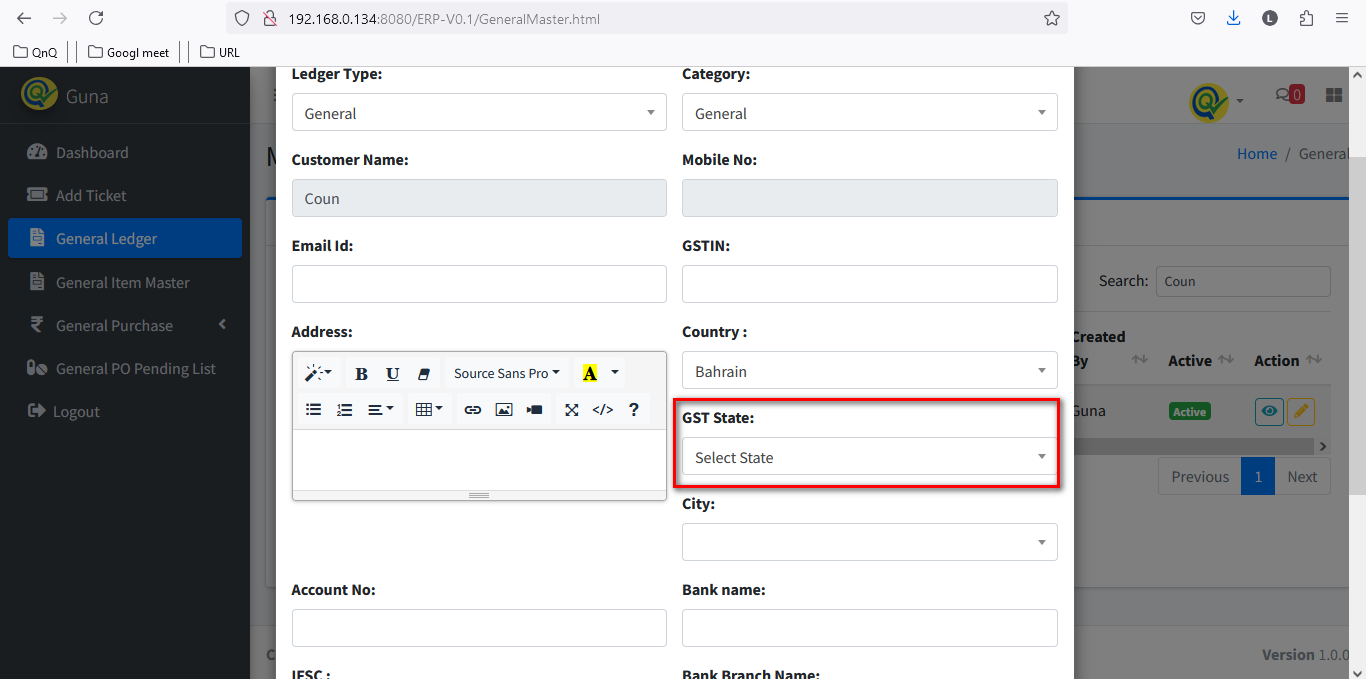 192.168.0.134:8080/ERP-V0.1/GeneralMaster.html
L
QnQ
Googl meet
URL
Guna
Dashboard
Add Ticket
General Ledger
General Item Master
General Purchase
General PO Pending List
Logout
Ledger Type:
Category:
General
General
Customer Name:
Mobile No:
Coun
Email Id:
GSTIN:
Address:
Country :
B U Source Sans Pro A
</> ?
Bahrain
GST State:
Select State
City:
Account No:
Bank name:
IFSC :
Bank Branch Name:
0
Home / General
Search: Coun
Created
By Active Action
Guna Active
Previous 1 Next
Version 1.0.0